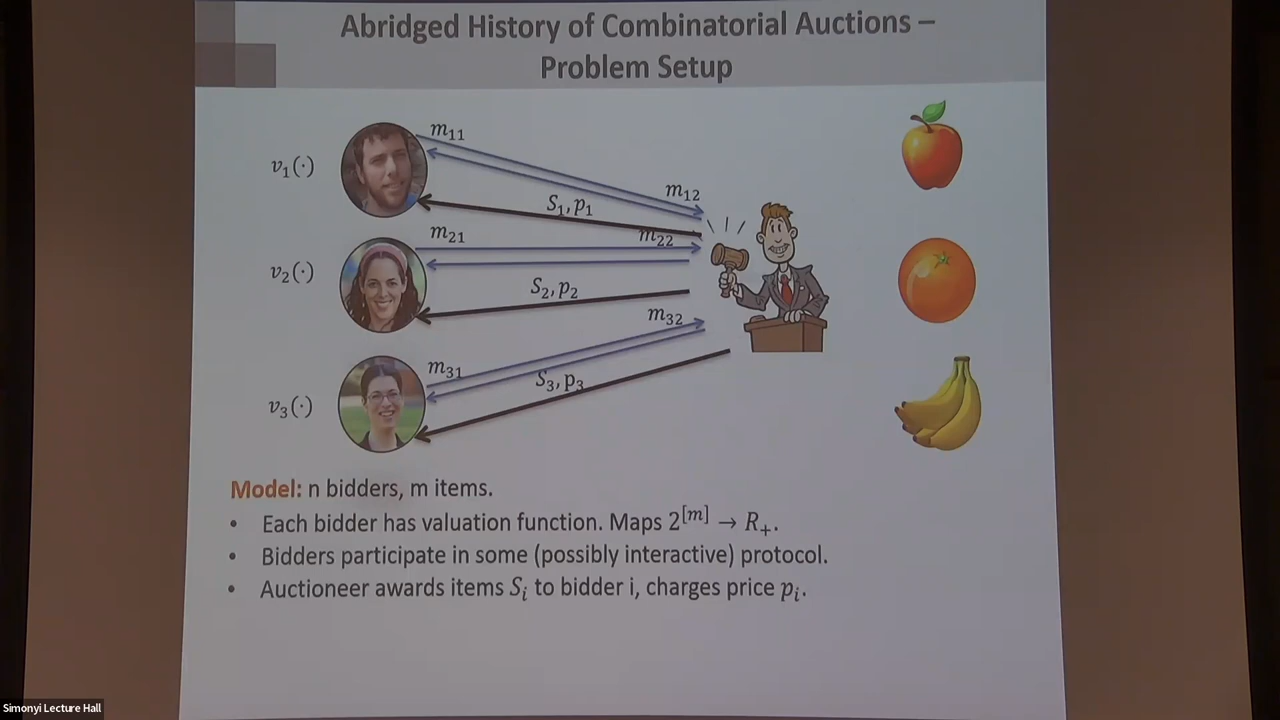 Abridged History of Combinatorial Auctions –
Problem Setup
m₁₁
v₁(·)
m₁₂
S₁, p₁
m₂₁
m₂₂
v₂(·)
S₂, p₂
m₃₂
m₃₁
S₃, p₃
v₃(·)
Model: n bidders, m items.
• Each bidder has valuation function. Maps 2^[m] → R₊.
• Bidders participate in some (possibly interactive) protocol.
• Auctioneer awards items Sᵢ to bidder i, charges price pᵢ.
Simonyi Lecture Hall